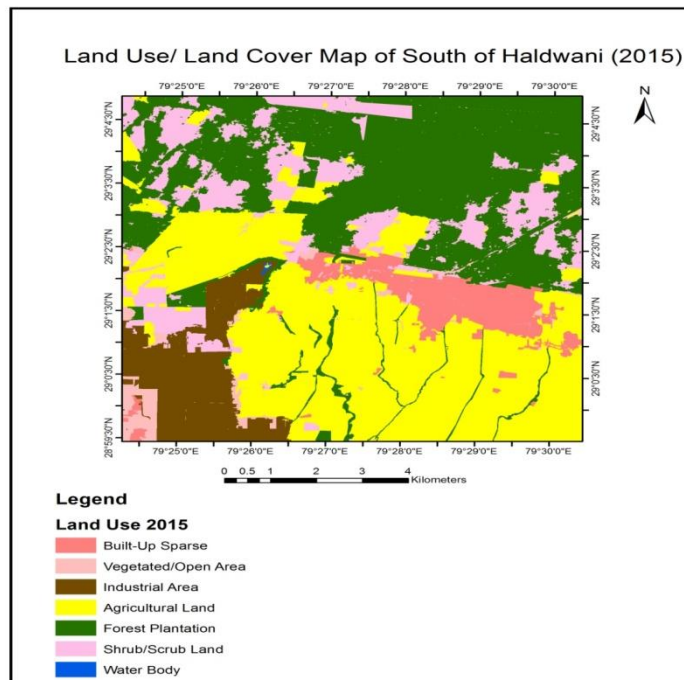 Land Use/ Land Cover Map of South of Haldwani (2015)
N
79°25'0"E 79°26'0"E 79°27'0"E 79°28'0"E 79°29'0"E 79°30'0"E
29°4'30"N 29°4'30"N
29°3'30"N 29°3'30"N
29°2'30"N 29°2'30"N
29°1'30"N 29°1'30"N
29°0'30"N 29°0'30"N
28°59'30"N 28°59'30"N
79°25'0"E 79°26'0"E 79°27'0"E 79°28'0"E 79°29'0"E 79°30'0"E
0 0.5 1 2 3 4
Kilometers
Legend
Land Use 2015
Built-Up Sparse
Vegetated/Open Area
Industrial Area
Agricultural Land
Forest Plantation
Shrub/Scrub Land
Water Body